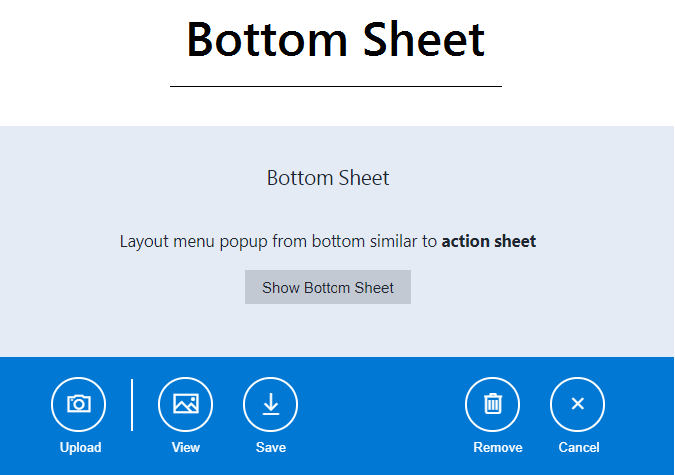 Bottom Sheet
Bottom Sheet
Layout menu popup from bottom similar to action sheet
Show Bottom Sheet
Upload View Save Remove Cancel